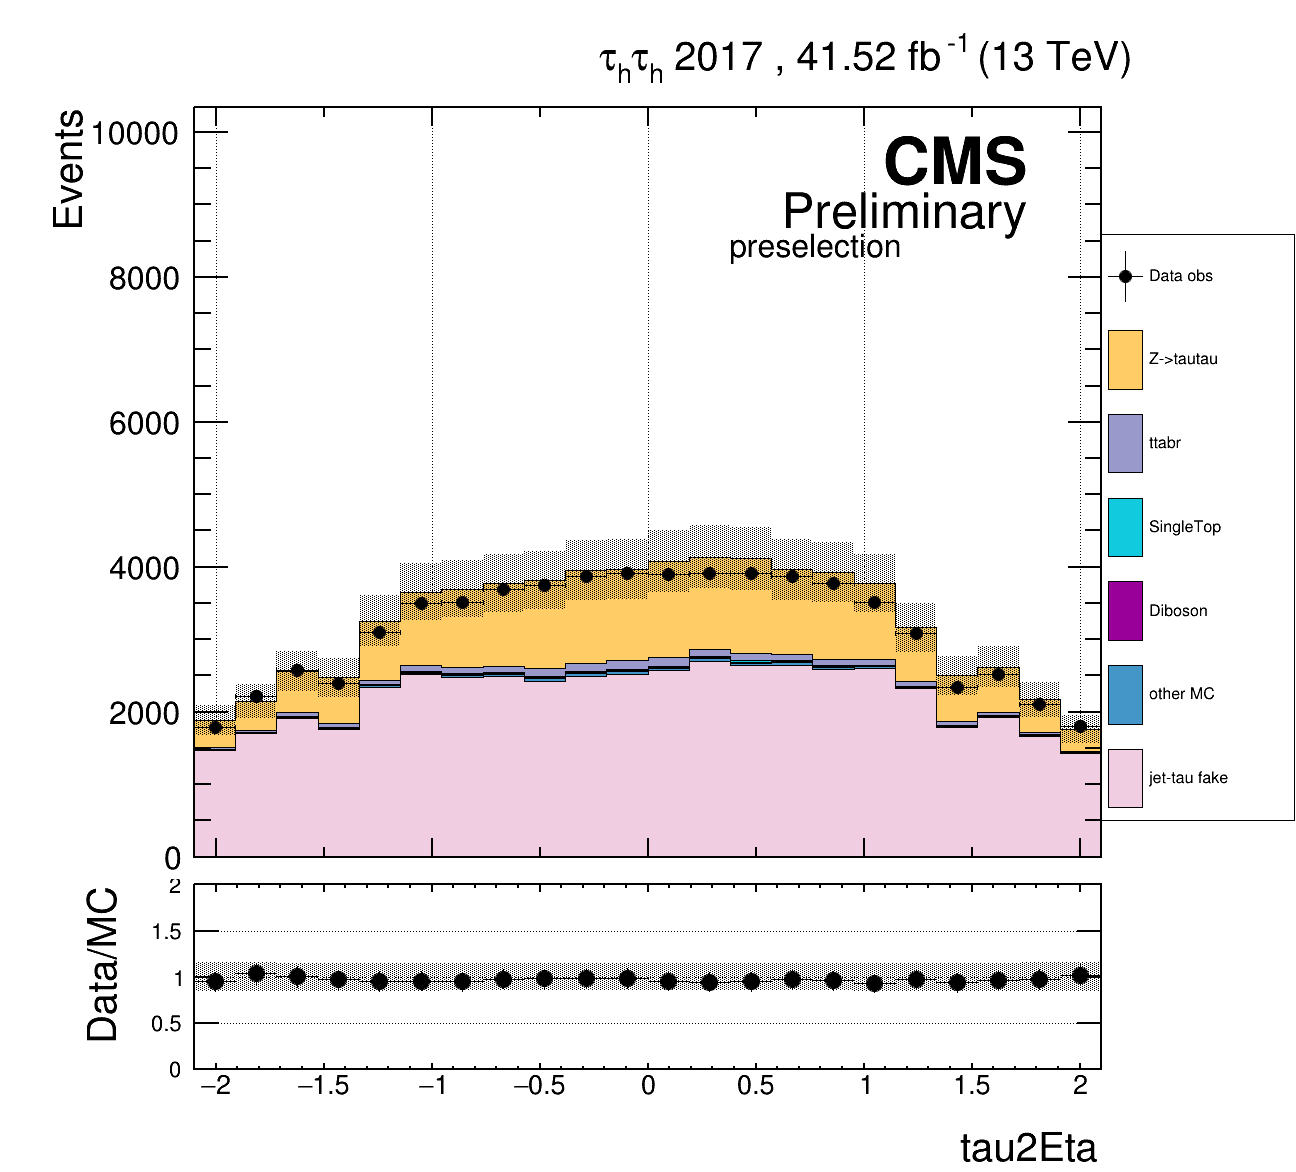 τhτh 2017 , 41.52 fb-1 (13 TeV)
Events
10000
8000
6000
4000
2000
0
CMS
Preliminary
preselection
Data obs
Z->tautau
ttabr
SingleTop
Diboson
other MC
jet-tau fake
Data/MC
2
1.5
1
0.5
0
−2 −1.5 −1 −0.5 0 0.5 1 1.5 2
tau2Eta